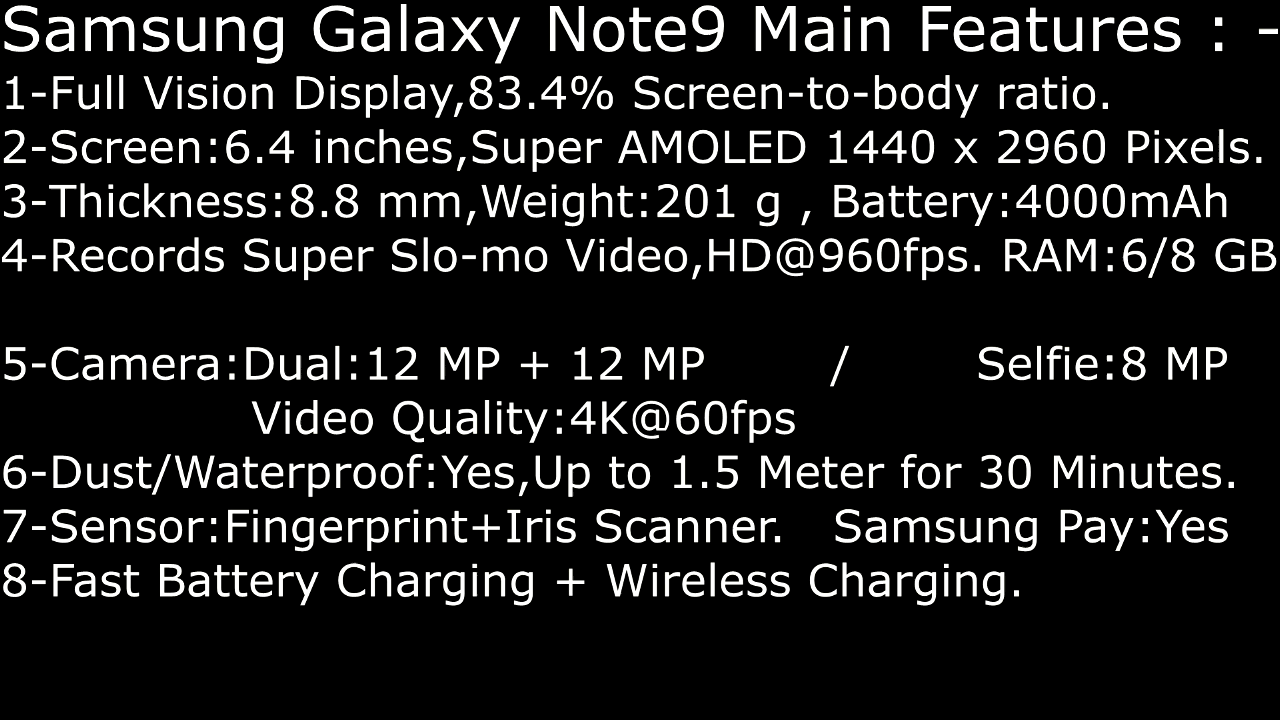 Samsung Galaxy Note9 Main Features : -
1-Full Vision Display,83.4% Screen-to-body ratio.
2-Screen:6.4 inches,Super AMOLED 1440 x 2960 Pixels.
3-Thickness:8.8 mm,Weight:201 g , Battery:4000mAh
4-Records Super Slo-mo Video,HD@960fps. RAM:6/8 GB
5-Camera:Dual:12 MP + 12 MP / Selfie:8 MP
Video Quality:4K@60fps
6-Dust/Waterproof:Yes,Up to 1.5 Meter for 30 Minutes.
7-Sensor:Fingerprint+Iris Scanner. Samsung Pay:Yes
8-Fast Battery Charging + Wireless Charging.